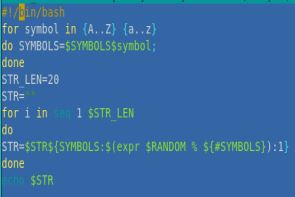 #!/bin/bash
for symbol in {A..Z} {a..z}
do SYMBOLS=$SYMBOLS$symbol;
done
STR_LEN=20
STR=""
for i in seq 1 $STR_LEN
do
STR=$STR${SYMBOLS:$(expr $RANDOM % ${#SYMBOLS}):1}
done
echo $STR